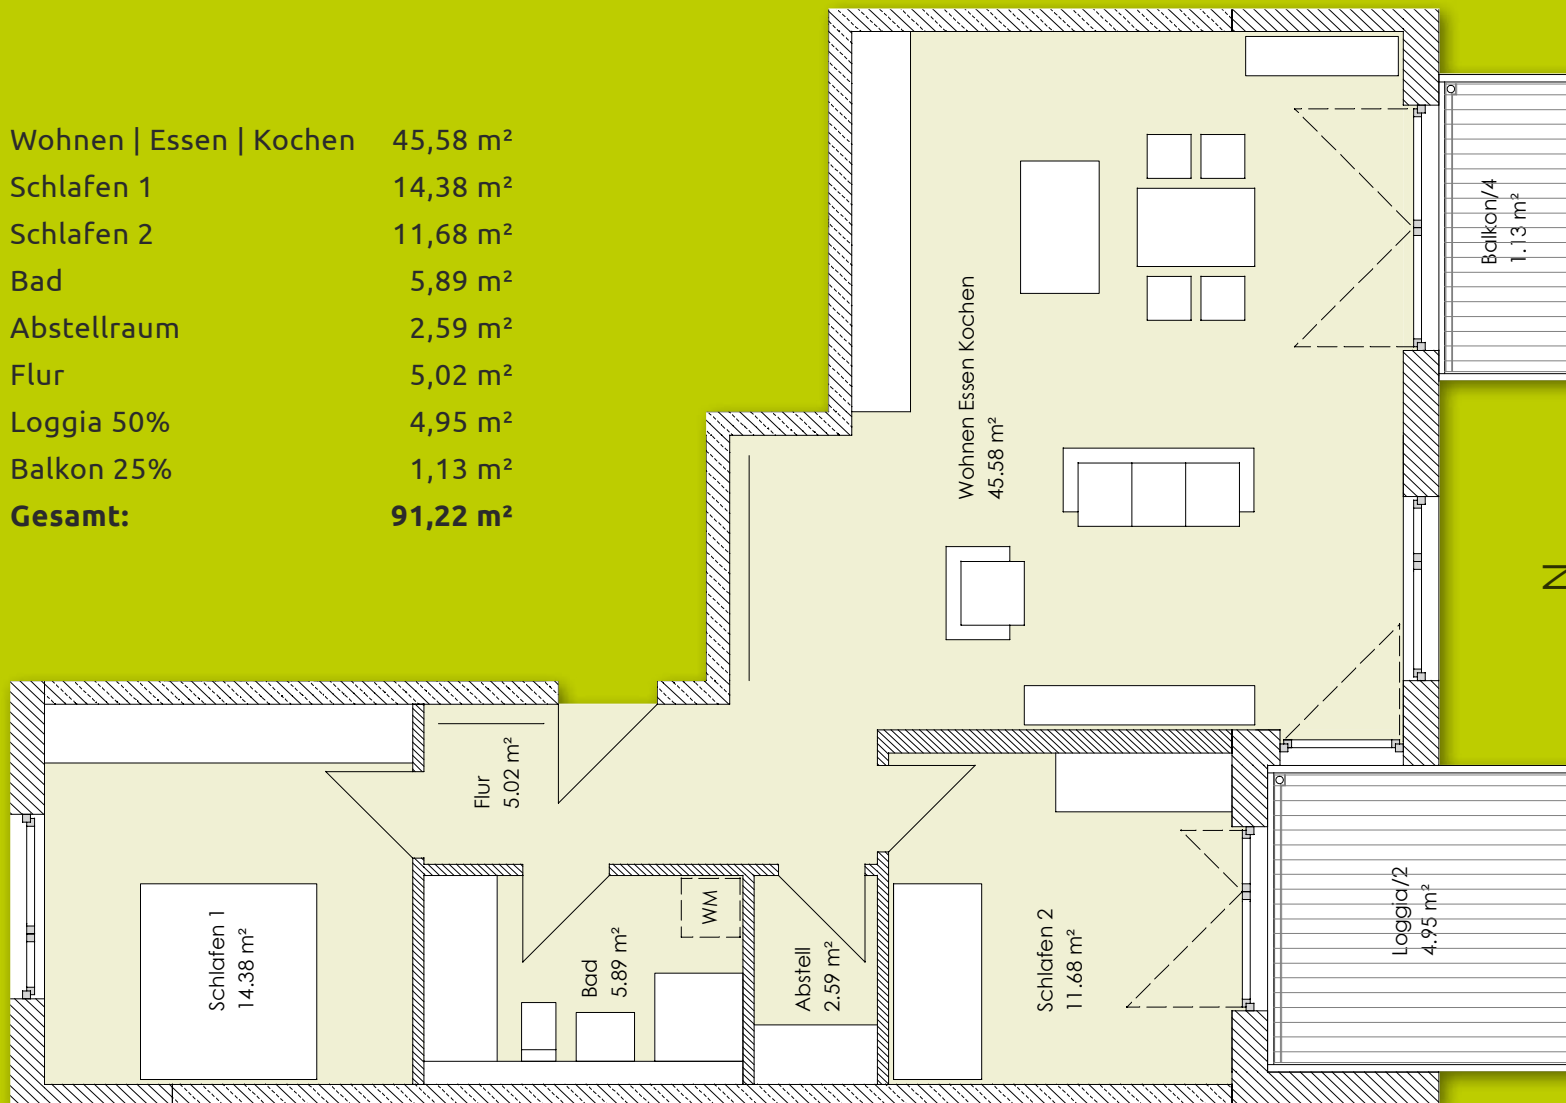 Wohnen | Essen | Kochen 45,58 m²
Schlafen 1 14,38 m²
Schlafen 2 11,68 m²
Bad 5,89 m²
Abstellraum 2,59 m²
Flur 5,02 m²
Loggia 50% 4,95 m²
Balkon 25% 1,13 m²
Gesamt: 91,22 m²
Balkon/4
1.13 m²
Wohnen Essen Kochen
45.58 m²
N
Flur
5.02 m²
Schlafen 1
14.38 m²
Bad
5.89 m²
WM
Abstell
2.59 m²
Schlafen 2
11.68 m²
Loggia/2
4.95 m²